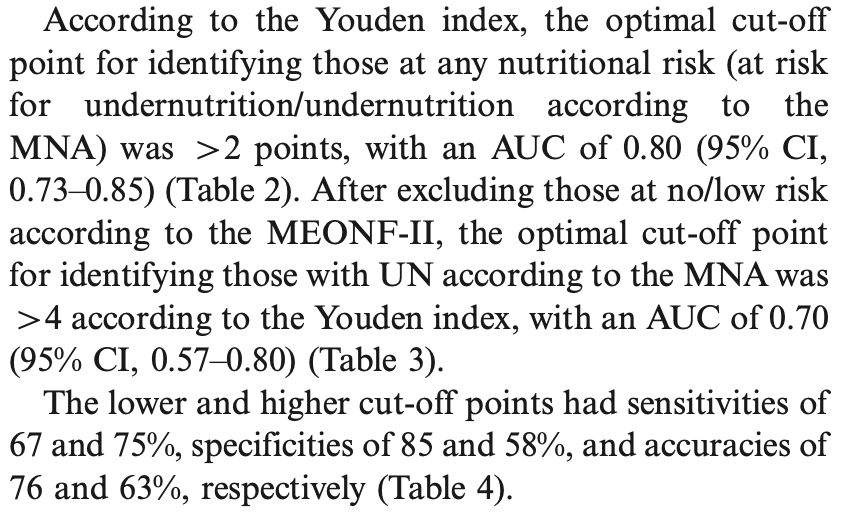 According to the Youden index, the optimal cut-off
point for identifying those at any nutritional risk (at risk
for undernutrition/undernutrition according to the
MNA) was >2 points, with an AUC of 0.80 (95% CI,
0.73–0.85) (Table 2). After excluding those at no/low risk
according to the MEONF-II, the optimal cut-off point
for identifying those with UN according to the MNA was
>4 according to the Youden index, with an AUC of 0.70
(95% CI, 0.57–0.80) (Table 3).
The lower and higher cut-off points had sensitivities of
67 and 75%, specificities of 85 and 58%, and accuracies of
76 and 63%, respectively (Table 4).